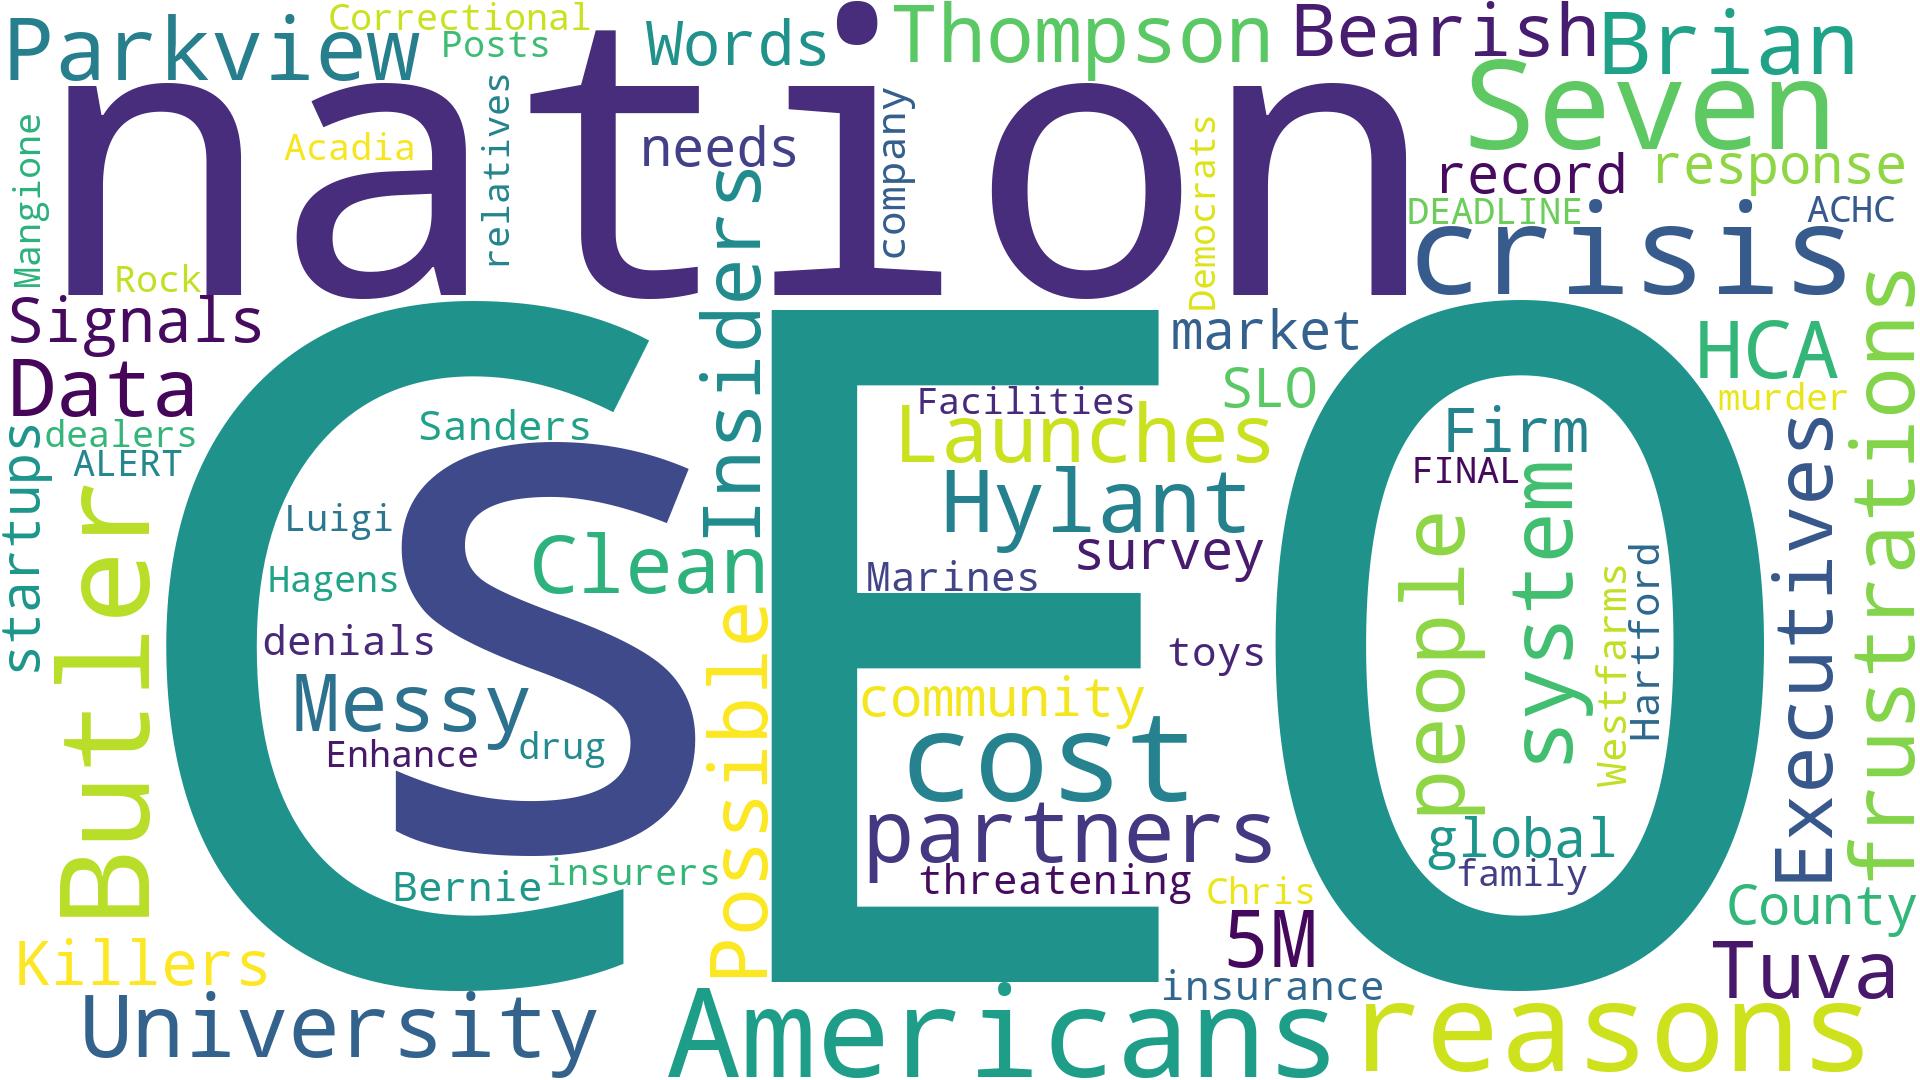 Parkview
Correctional
Posts
Words
Thompson
Bearish
Brian
nation
Seven
Mangione
Acadia
relatives
needs
company
Democrats
record
response
DEADLINE
ACHC
crisis
Rock
Signals
Insiders
market
HCA
frustrations
Data
SLO
murder
dealers
ALERT
startups
CEO
s
Sanders
Facilities
Launches
Firm
FINAL
Executives
Butler
Luigi
Clean
Hylant
survey
people
system
Hagens
Marines
Westfarms
Hartford
denials
toys
Messy
Possible
community
Enhance
drug
cost
partners
global
family
Bernie
insurers
threatening
Chris
County
Killers
5M
Tuva
University
insurance
Americans
reasons